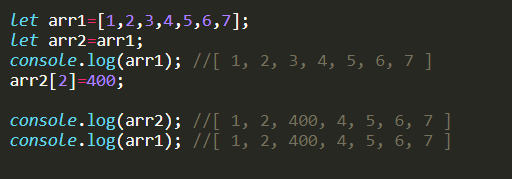 let arr1=[1,2,3,4,5,6,7];
let arr2=arr1;
console.log(arr1); //[ 1, 2, 3, 4, 5, 6, 7 ]
arr2[2]=400;
console.log(arr2); //[ 1, 2, 400, 4, 5, 6, 7 ]
console.log(arr1); //[ 1, 2, 400, 4, 5, 6, 7 ]